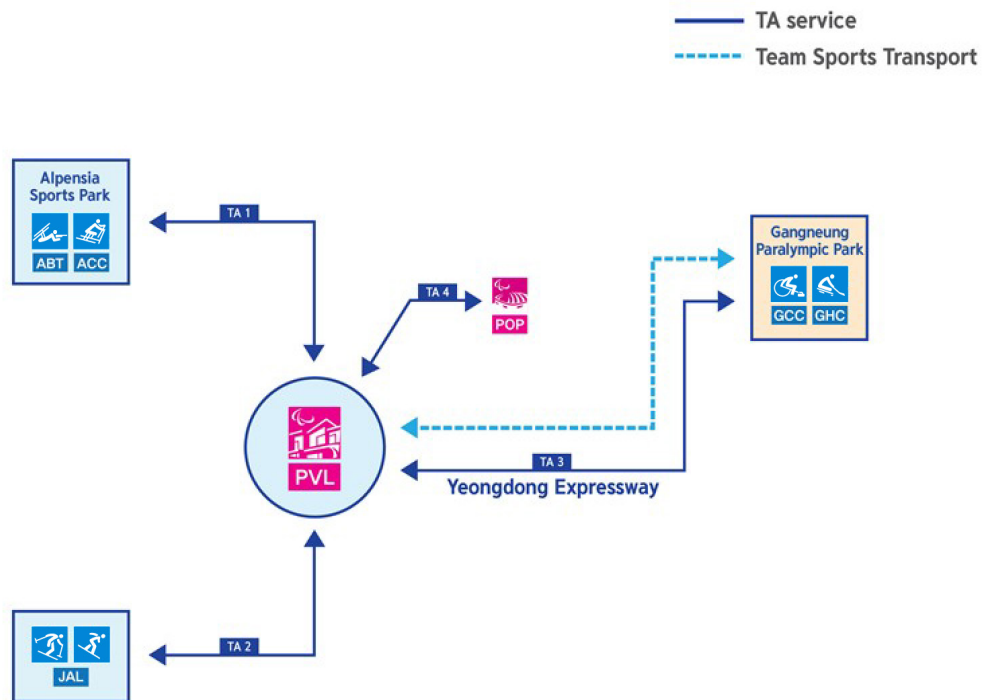 TA service
Team Sports Transport
Alpensia
Sports Park
ABT ACC
TA 1
Gangneung
Paralympic Park
GCC GHC
TA 4
POP
PVL
TA 3
Yeongdong Expressway
TA 2
JAL